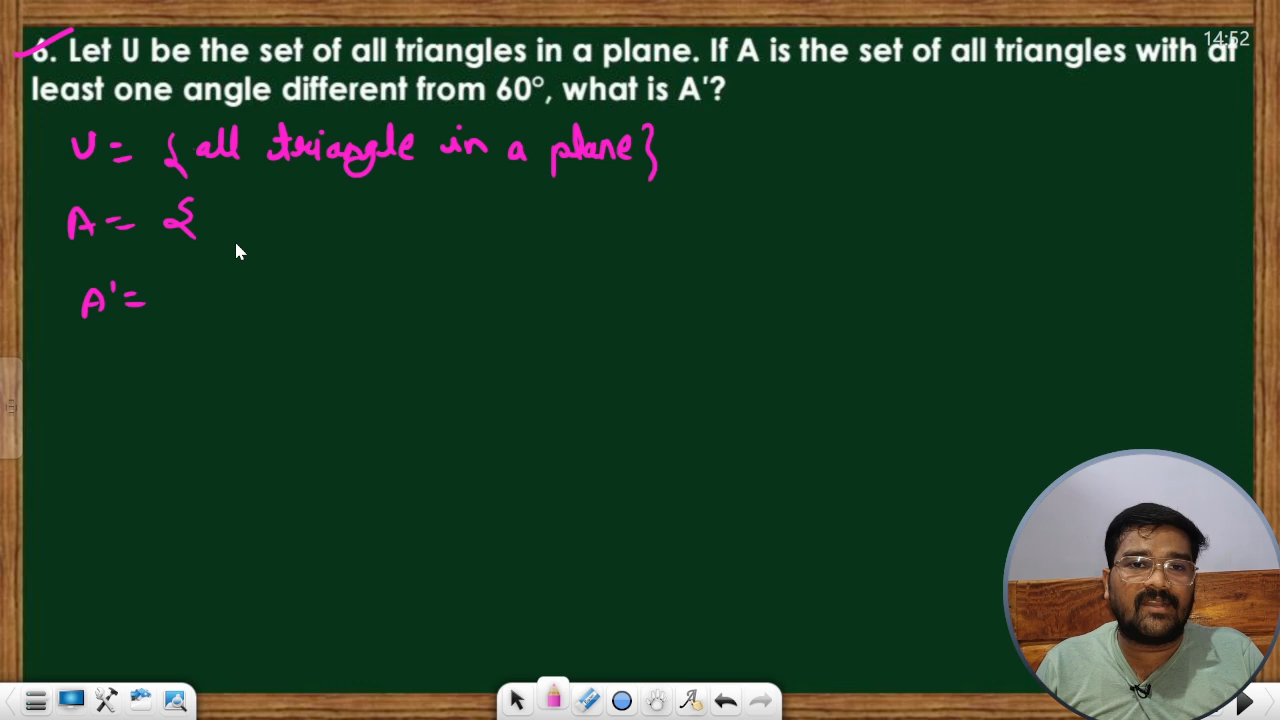 6. Let U be the set of all triangles in a plane. If A is the set of all triangles with at
14:52
least one angle different from 60°, what is A'?
U = { all triangle in a plane }
A = {
A' =